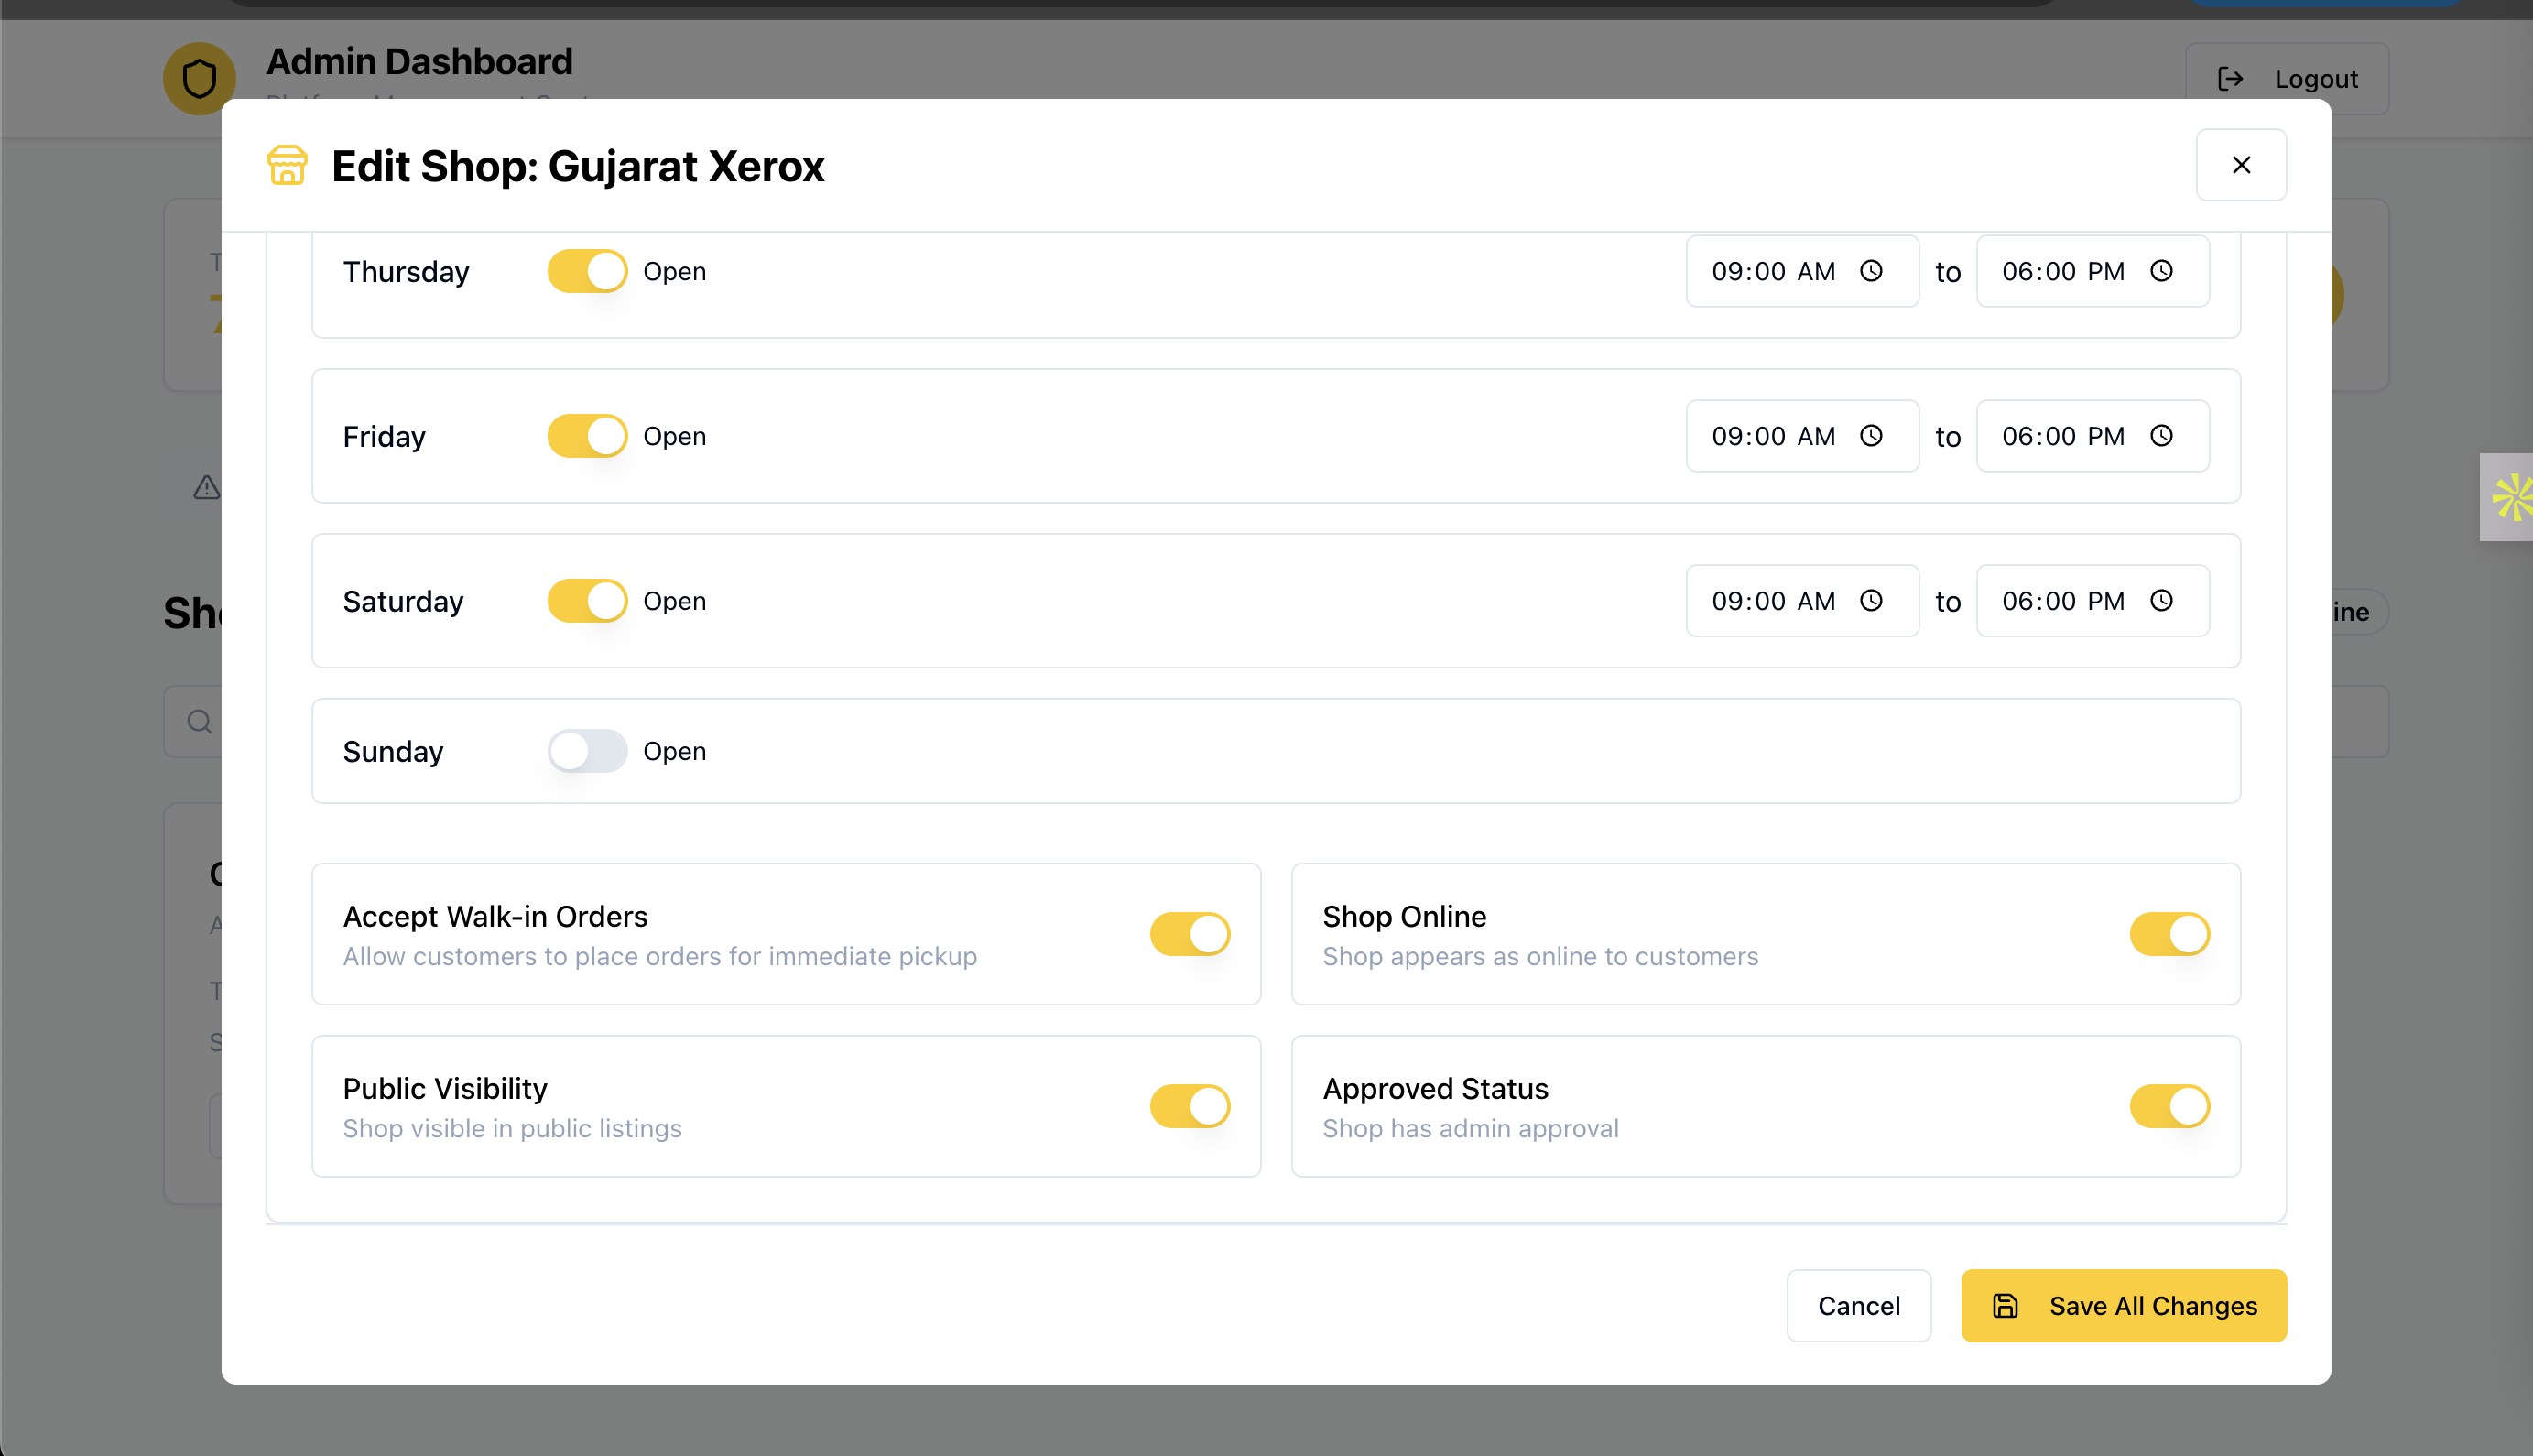 Admin Dashboard
Logout
Edit Shop: Gujarat Xerox
Thursday Open 09:00 AM to 06:00 PM
Friday Open 09:00 AM to 06:00 PM
Saturday Open 09:00 AM to 06:00 PM
Sunday Open
Accept Walk-in Orders
Allow customers to place orders for immediate pickup
Shop Online
Shop appears as online to customers
Public Visibility
Shop visible in public listings
Approved Status
Shop has admin approval
Cancel
Save All Changes